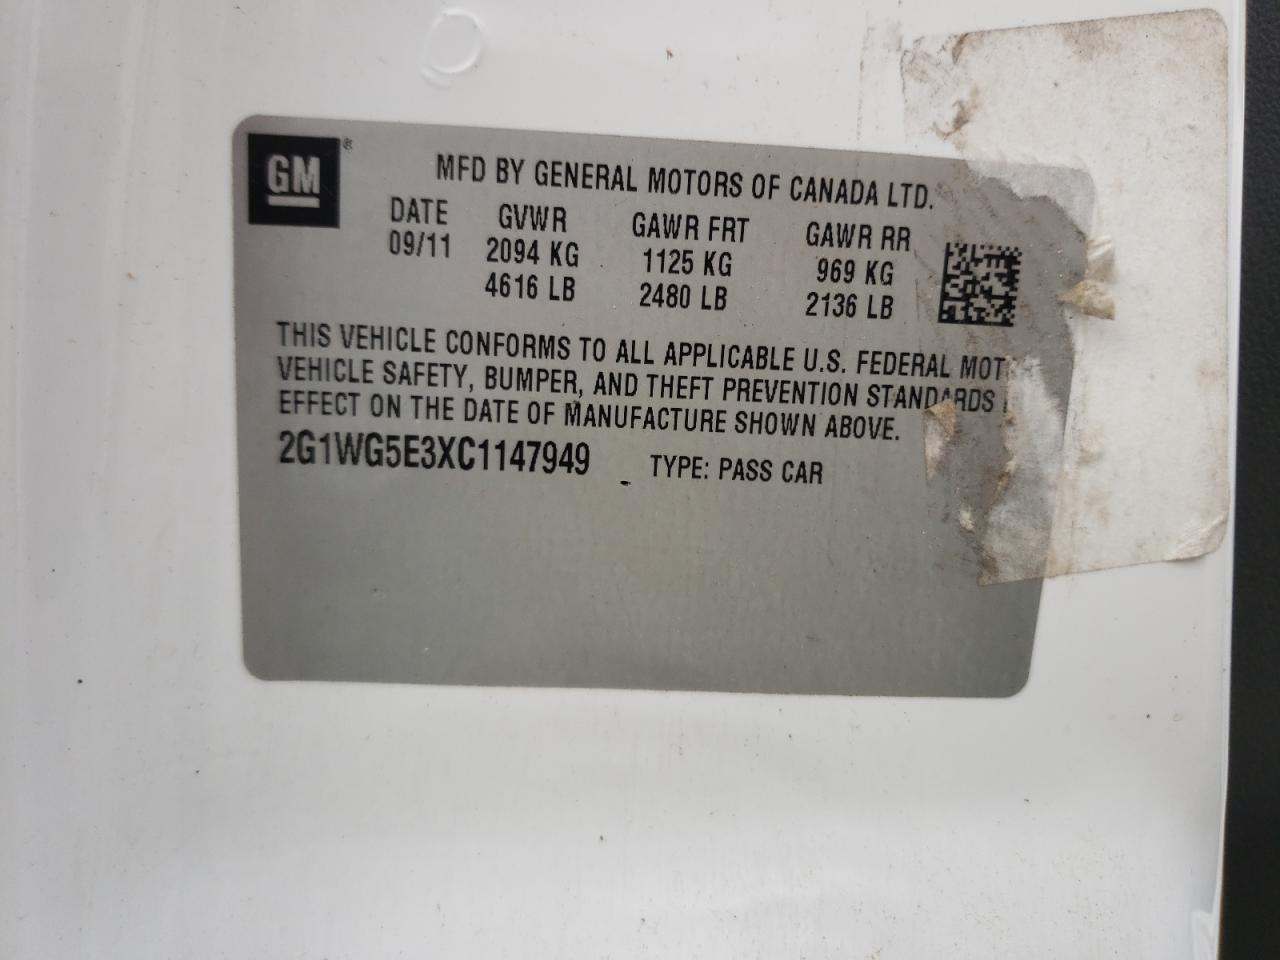 GM ®
MFD BY GENERAL MOTORS OF CANADA LTD.
DATE GVWR GAWR FRT GAWR RR
09/11 2094 KG 1125 KG 969 KG
4616 LB 2480 LB 2136 LB
THIS VEHICLE CONFORMS TO ALL APPLICABLE U.S. FEDERAL
VEHICLE SAFETY, BUMPER, AND THEFT PREVENTION STANDARDS
EFFECT ON THE DATE OF MANUFACTURE SHOWN ABOVE.
2G1WG5E3XC1147949 TYPE: PASS CAR